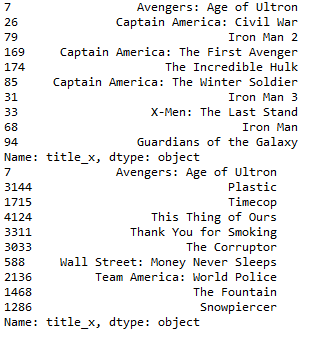 7 Avengers: Age of Ultron
26 Captain America: Civil War
79 Iron Man 2
169 Captain America: The First Avenger
174 The Incredible Hulk
85 Captain America: The Winter Soldier
31 Iron Man 3
33 X-Men: The Last Stand
68 Iron Man
94 Guardians of the Galaxy
Name: title_x, dtype: object
7 Avengers: Age of Ultron
3144 Plastic
1715 Timecop
4124 This Thing of Ours
3311 Thank You for Smoking
3033 The Corruptor
588 Wall Street: Money Never Sleeps
2136 Team America: World Police
1468 The Fountain
1286 Snowpiercer
Name: title_x, dtype: object